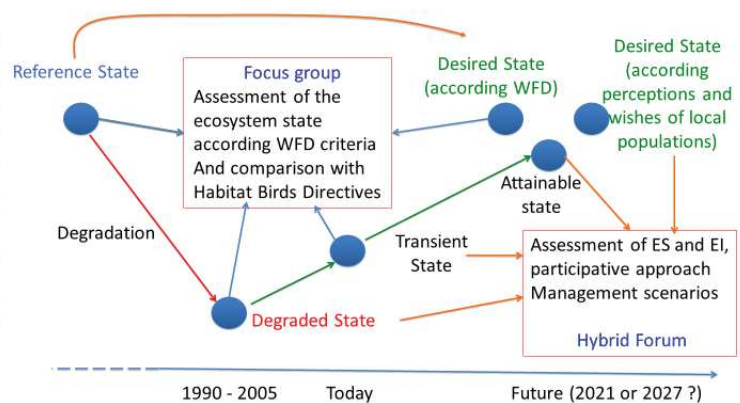 Reference State
Focus group
Assessment of the
ecosystem state
according WFD criteria
And comparison with
Habitat Birds Directives
Desired State
(according WFD)
Desired State
(according
perceptions and
wishes of local
populations)
Degradation
Attainable
state
Transient
State
Degraded State
Assessment of ES and EI,
participative approach
Management scenarios
Hybrid Forum
1990 - 2005
Today
Future (2021 or 2027 ?)